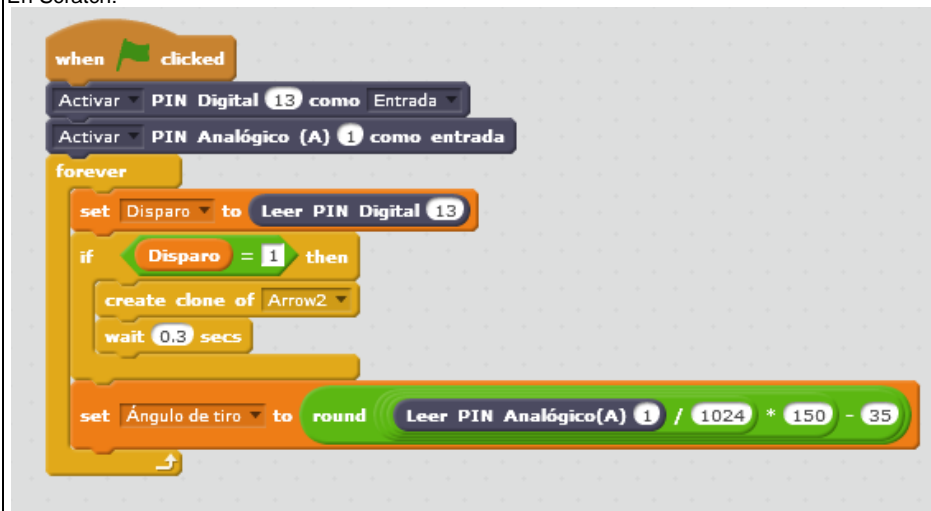 En Scratch:
when clicked
Activar PIN Digital 13 como Entrada
Activar PIN Analógico (A) 1 como entrada
forever
set Disparo to Leer PIN Digital 13
if Disparo = 1 then
create clone of Arrow2
wait 0.3 secs
set Ángulo de tiro to round Leer PIN Analógico(A) 1 / 1024 * 150 - 35